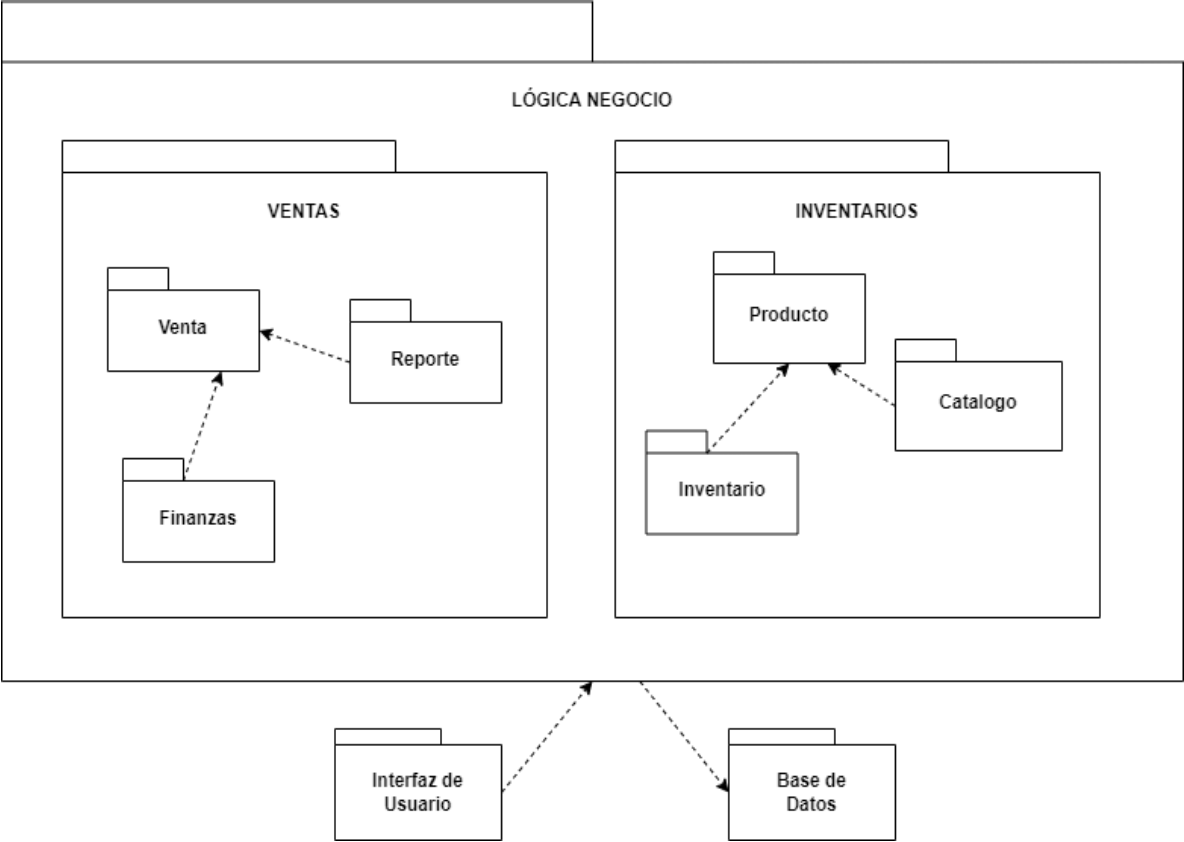 LÓGICA NEGOCIO
VENTAS
Venta
Reporte
Finanzas
INVENTARIOS
Producto
Catalogo
Inventario
Interfaz de
Usuario
Base de
Datos